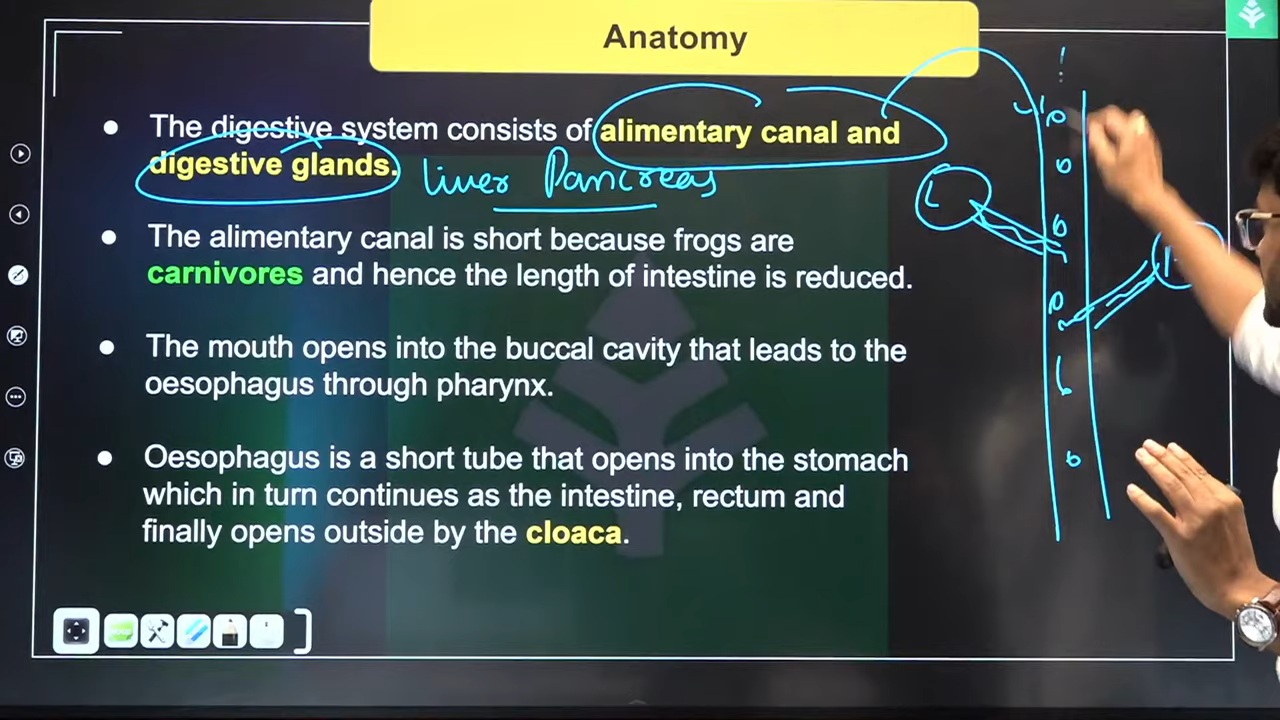 Anatomy
● The digestive system consists of alimentary canal and
digestive glands. liver Pancreas
L
● The alimentary canal is short because frogs are
carnivores and hence the length of intestine is reduced.
● The mouth opens into the buccal cavity that leads to the
oesophagus through pharynx.
● Oesophagus is a short tube that opens into the stomach
which in turn continues as the intestine, rectum and
finally opens outside by the cloaca.